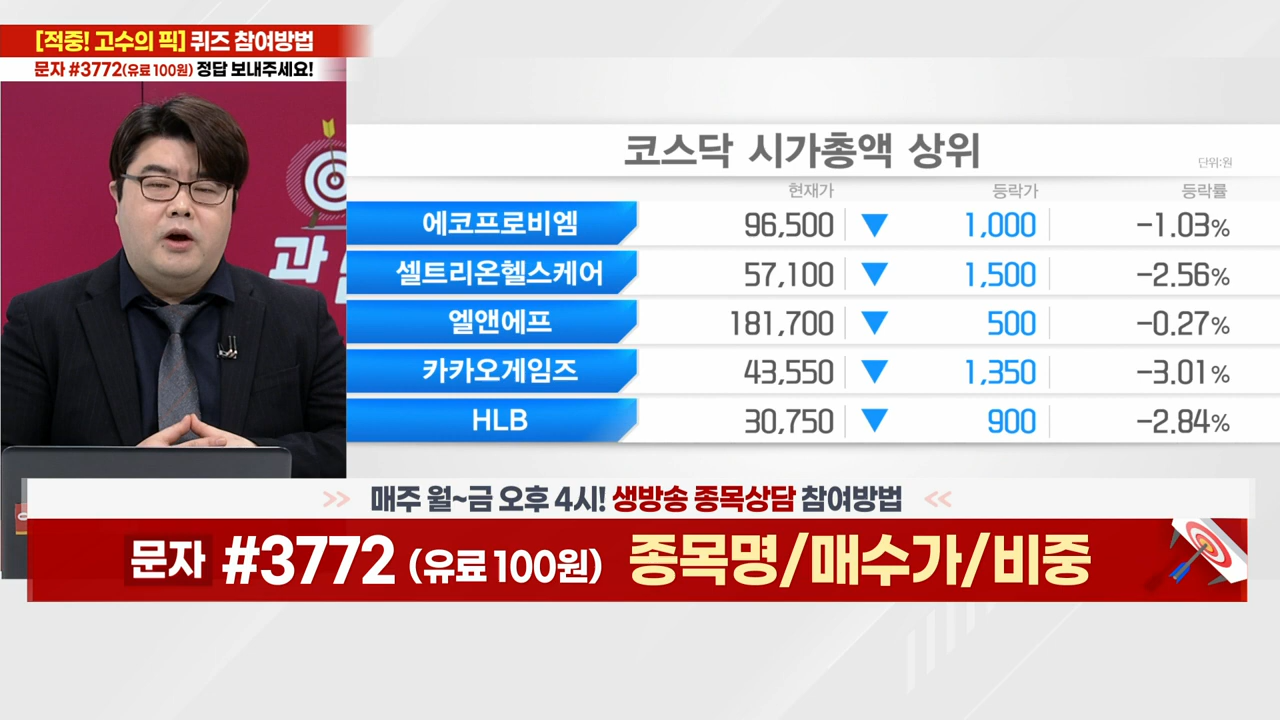 [적중! 고수의 픽] 퀴즈 참여방법
문자 #3772(유료 100원) 정답 보내주세요!
과
코스닥 시가총액 상위
단위:원
현재가 등락가 등락률
에코프로비엠 96,500 ▼ 1,000 -1.03%
셀트리온헬스케어 57,100 ▼ 1,500 -2.56%
엘앤에프 181,700 ▼ 500 -0.27%
카카오게임즈 43,550 ▼ 1,350 -3.01%
HLB 30,750 ▼ 900 -2.84%
>> 매주 월~금 오후 4시! 생방송 종목상담 참여방법 <<
문자 #3772 (유료 100원) 종목명/매수가/비중